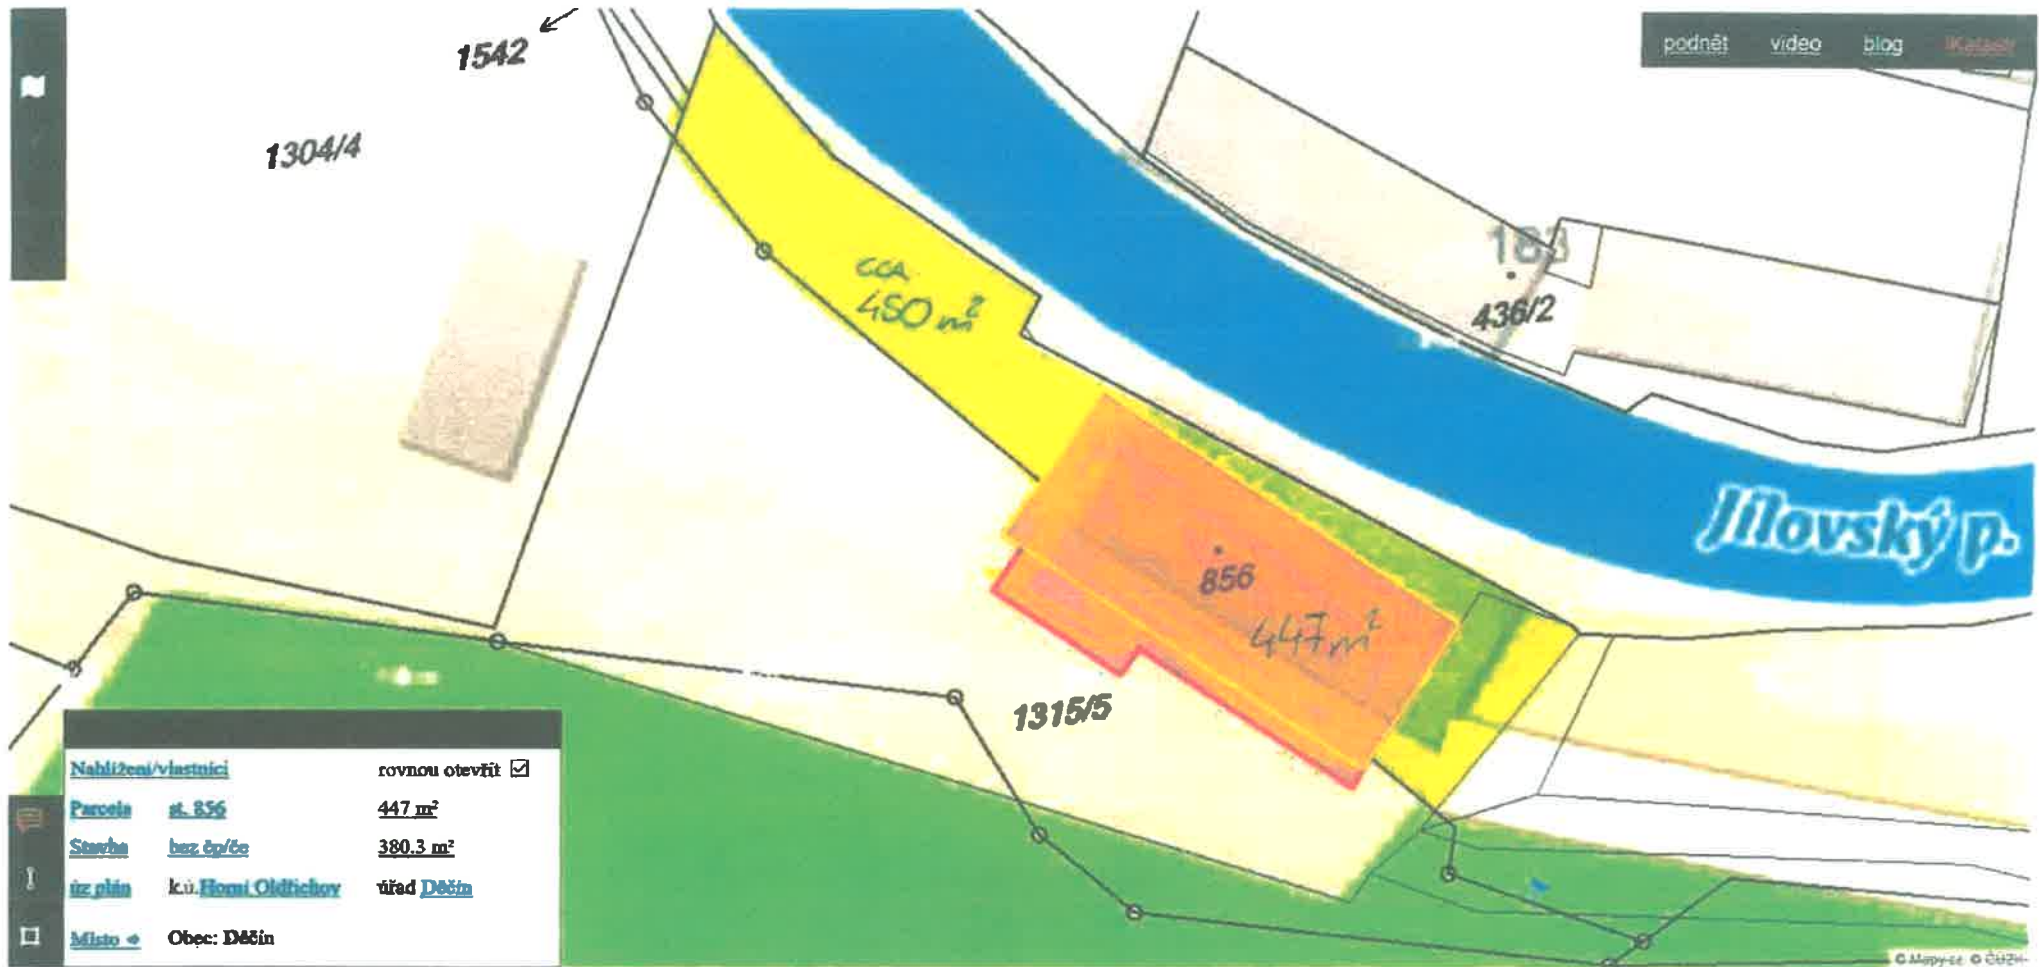 podnět video blog iKatastr
1542
1304/4
183
436/2
CCA
450 m²
Jílovský p.
856
447 m²
1315/5
Nahlížení/vlastníci rovnou otevřít
Parcela st. 856 447 m²
Stavba bez čp/če 380.3 m²
úz plán k.ú. Horní Oldřichov úřad Děčín
Místo Obec: Děčín
© Mapy.cz © ČÚZK